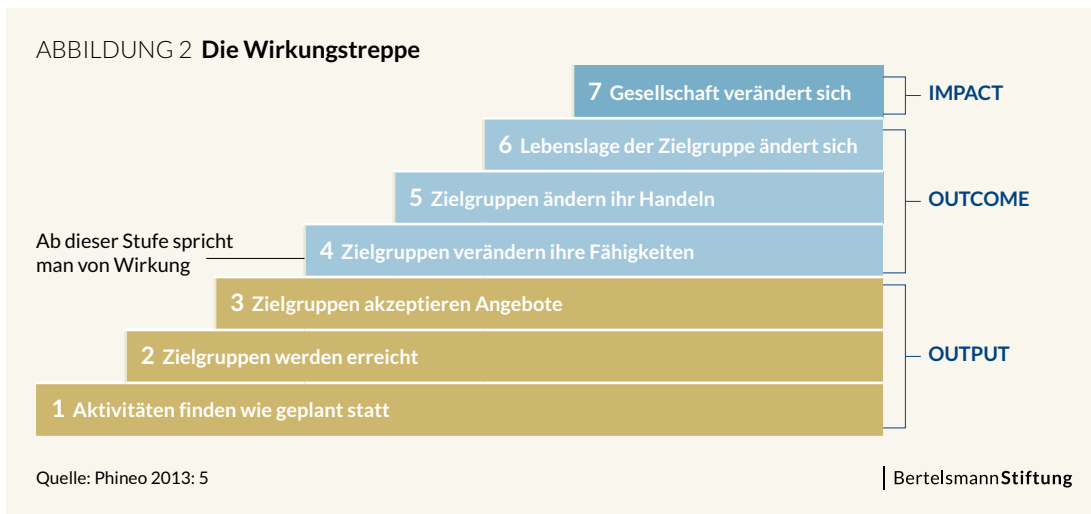 ABBILDUNG 2 Die Wirkungstreppe
7 Gesellschaft verändert sich
IMPACT
6 Lebenslage der Zielgruppe ändert sich
5 Zielgruppen ändern ihr Handeln
OUTCOME
Ab dieser Stufe spricht
man von Wirkung
4 Zielgruppen verändern ihre Fähigkeiten
3 Zielgruppen akzeptieren Angebote
2 Zielgruppen werden erreicht
OUTPUT
1 Aktivitäten finden wie geplant statt
Quelle: Phineo 2013: 5
BertelsmannStiftung